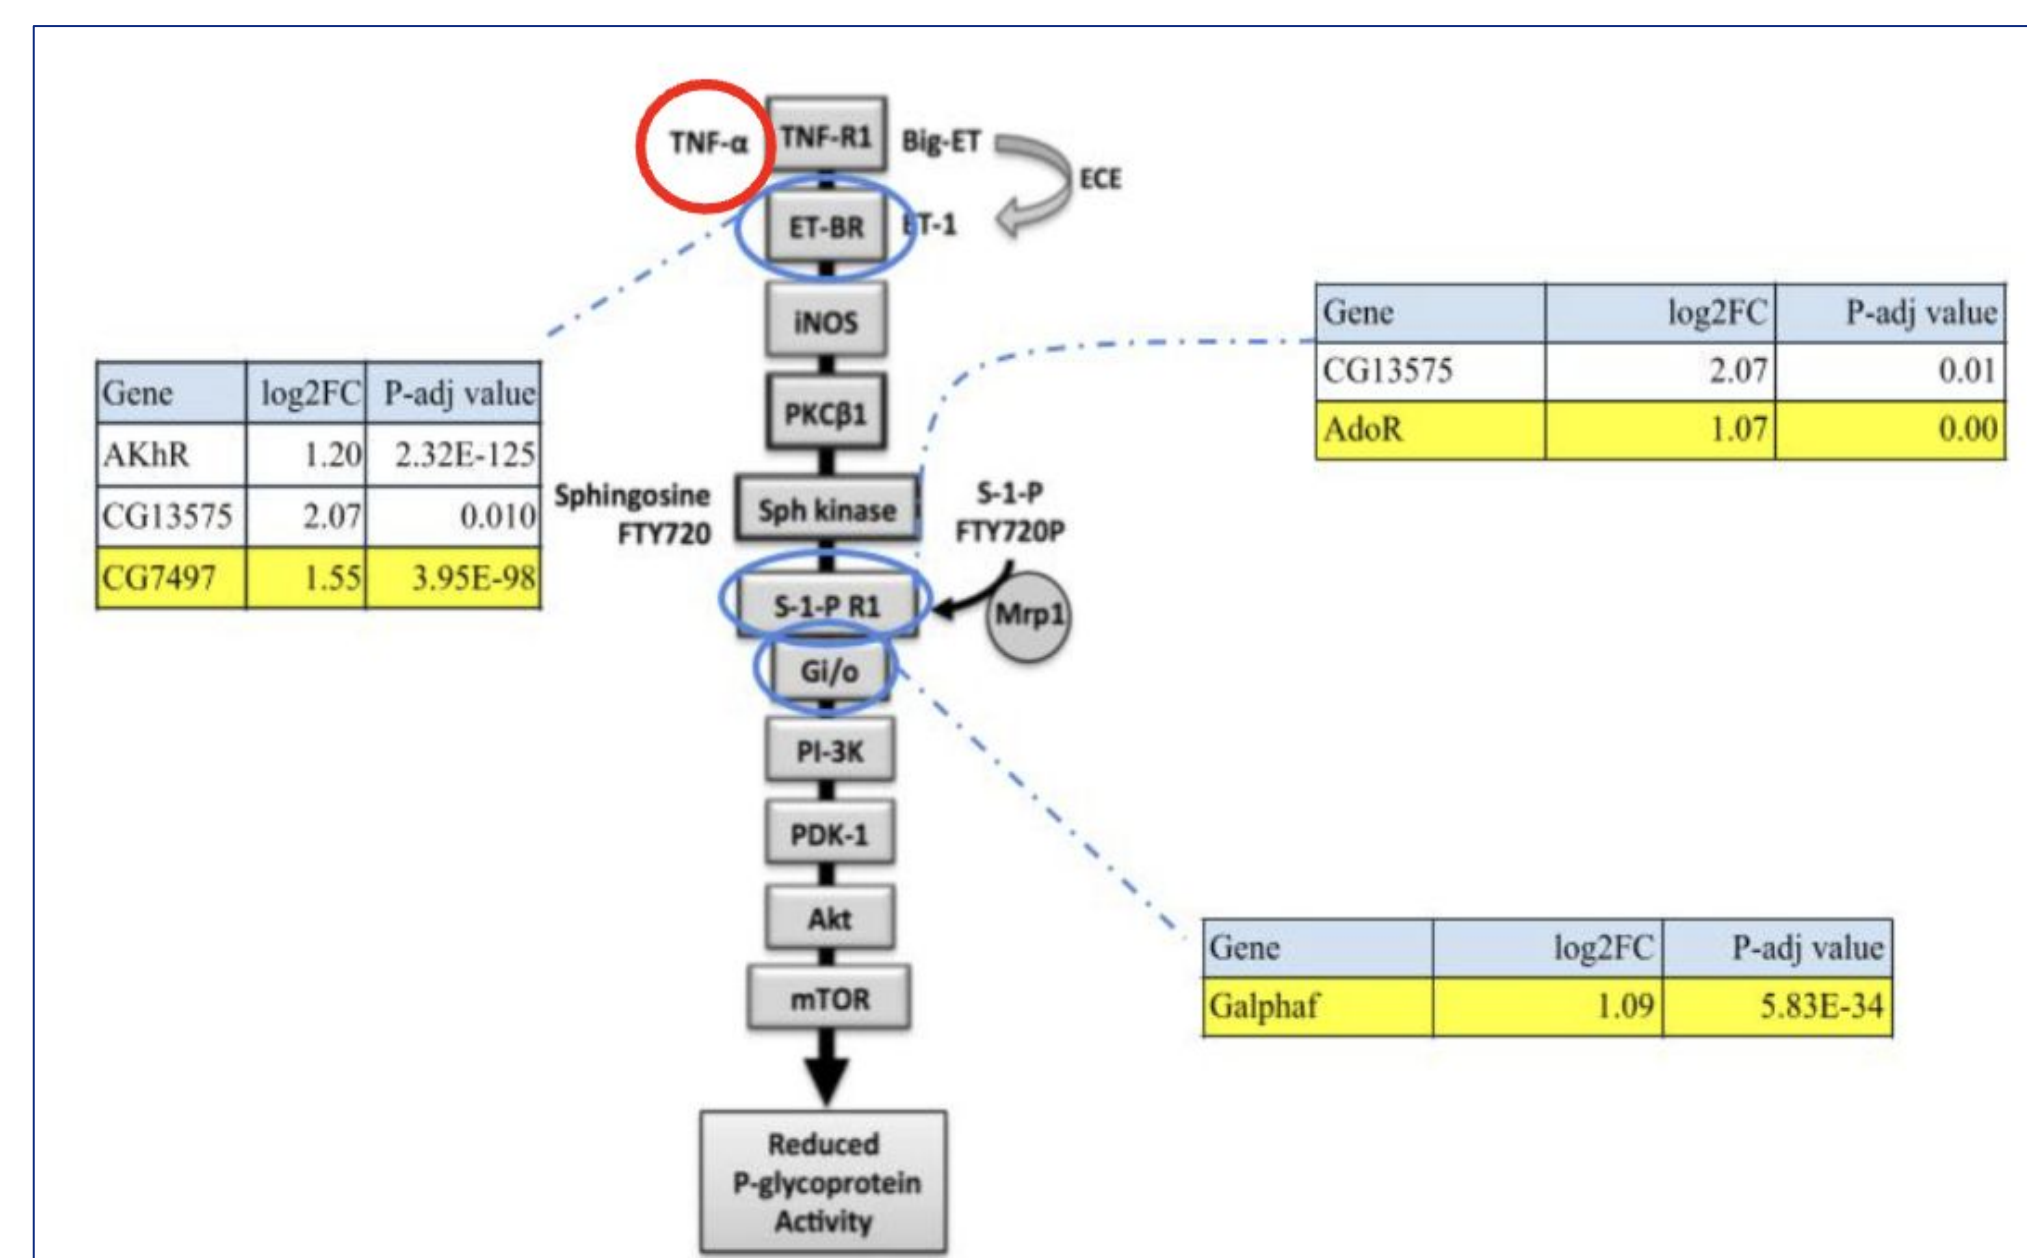 TNF-α TNF-R1 Big-ET
ECE
ET-BR ET-1
iNOS
PKCβ1
Sphingosine
FTY720
Sph kinase
S-1-P
FTY720P
S-1-P R1
Mrp1
Gi/o
PI-3K
PDK-1
Akt
mTOR
Reduced
P-glycoprotein
Activity
Gene log2FC P-adj value
AKhR 1.20 2.32E-125
CG13575 2.07 0.010
CG7497 1.55 3.95E-98
Gene log2FC P-adj value
CG13575 2.07 0.01
AdoR 1.07 0.00
Gene log2FC P-adj value
Galphaf 1.09 5.83E-34